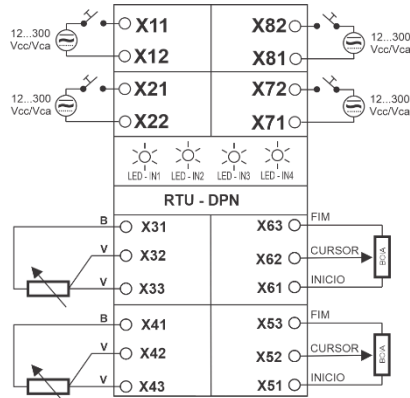 X11 X82
12...300
Vcc/Vca
12...300
Vcc/Vca
X12 X81
X21 X72
12...300
Vcc/Vca
12...300
Vcc/Vca
X22 X71
LED - IN1 LED - IN2 LED - IN3 LED - IN4
RTU - DPN
B X31 X63 FIM
V X32 X62 CURSOR BOIA
V X33 X61 INICIO
B X41 X53 FIM
V X42 X52 CURSOR BOIA
V X43 X51 INICIO